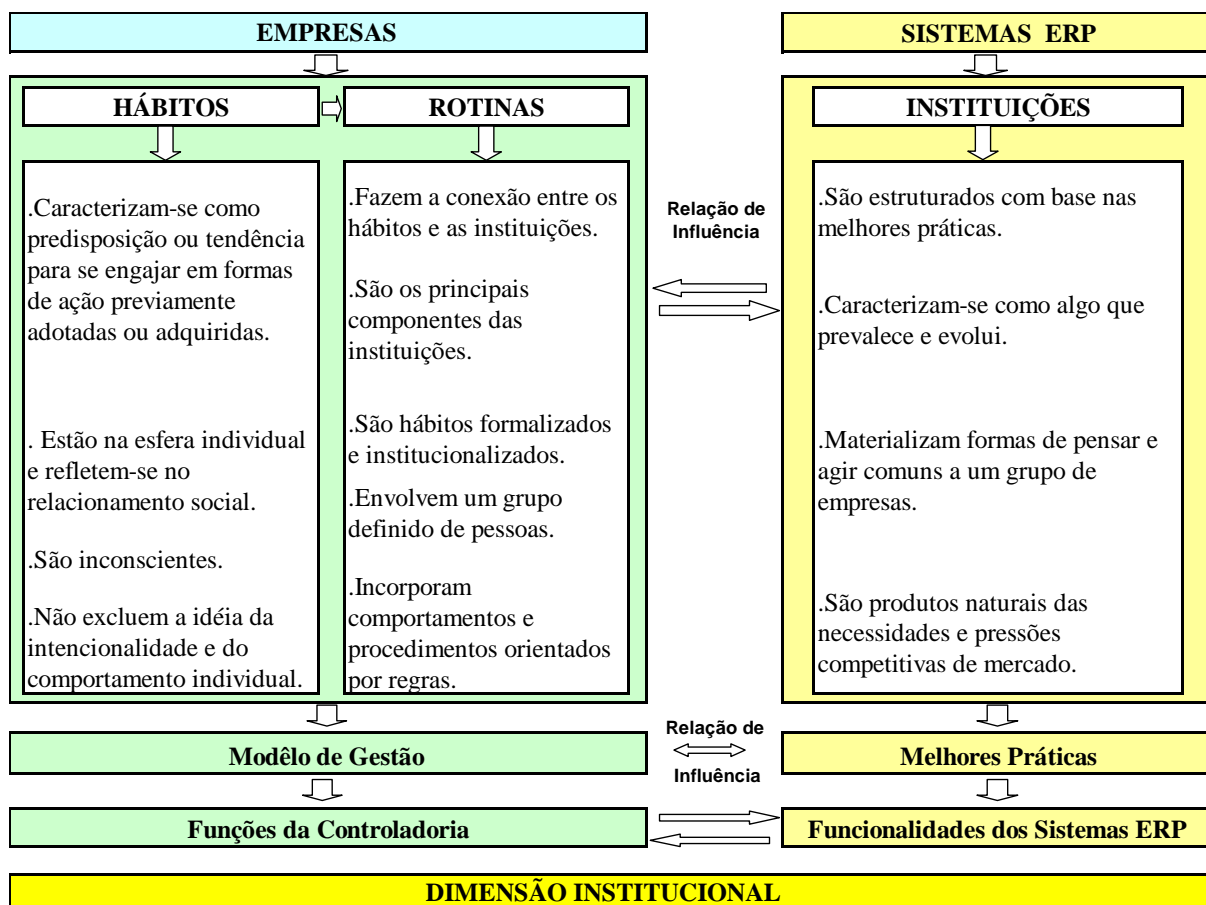 EMPRESAS
SISTEMAS ERP
HÁBITOS
ROTINAS
INSTITUIÇÕES
.Caracterizam-se como
predisposição ou tendência
para se engajar em formas
de ação previamente
adotadas ou adquiridas.
. Estão na esfera individual
e refletem-se no
relacionamento social.
.São inconscientes.
.Não excluem a idéia da
intencionalidade e do
comportamento individual.
.Fazem a conexão entre os
hábitos e as instituições.
.São os principais
componentes das
instituições.
.São hábitos formalizados
e institucionalizados.
.Envolvem um grupo
definido de pessoas.
.Incorporam
comportamentos e
procedimentos orientados
por regras.
Relação de
Influência
.São estruturados com base nas
melhores práticas.
.Caracterizam-se como algo que
prevalece e evolui.
.Materializam formas de pensar e
agir comuns a um grupo de
empresas.
.São produtos naturais das
necessidades e pressões
competitivas de mercado.
Modêlo de Gestão
Relação de
Influência
Melhores Práticas
Funções da Controladoria
Funcionalidades dos Sistemas ERP
DIMENSÃO INSTITUCIONAL